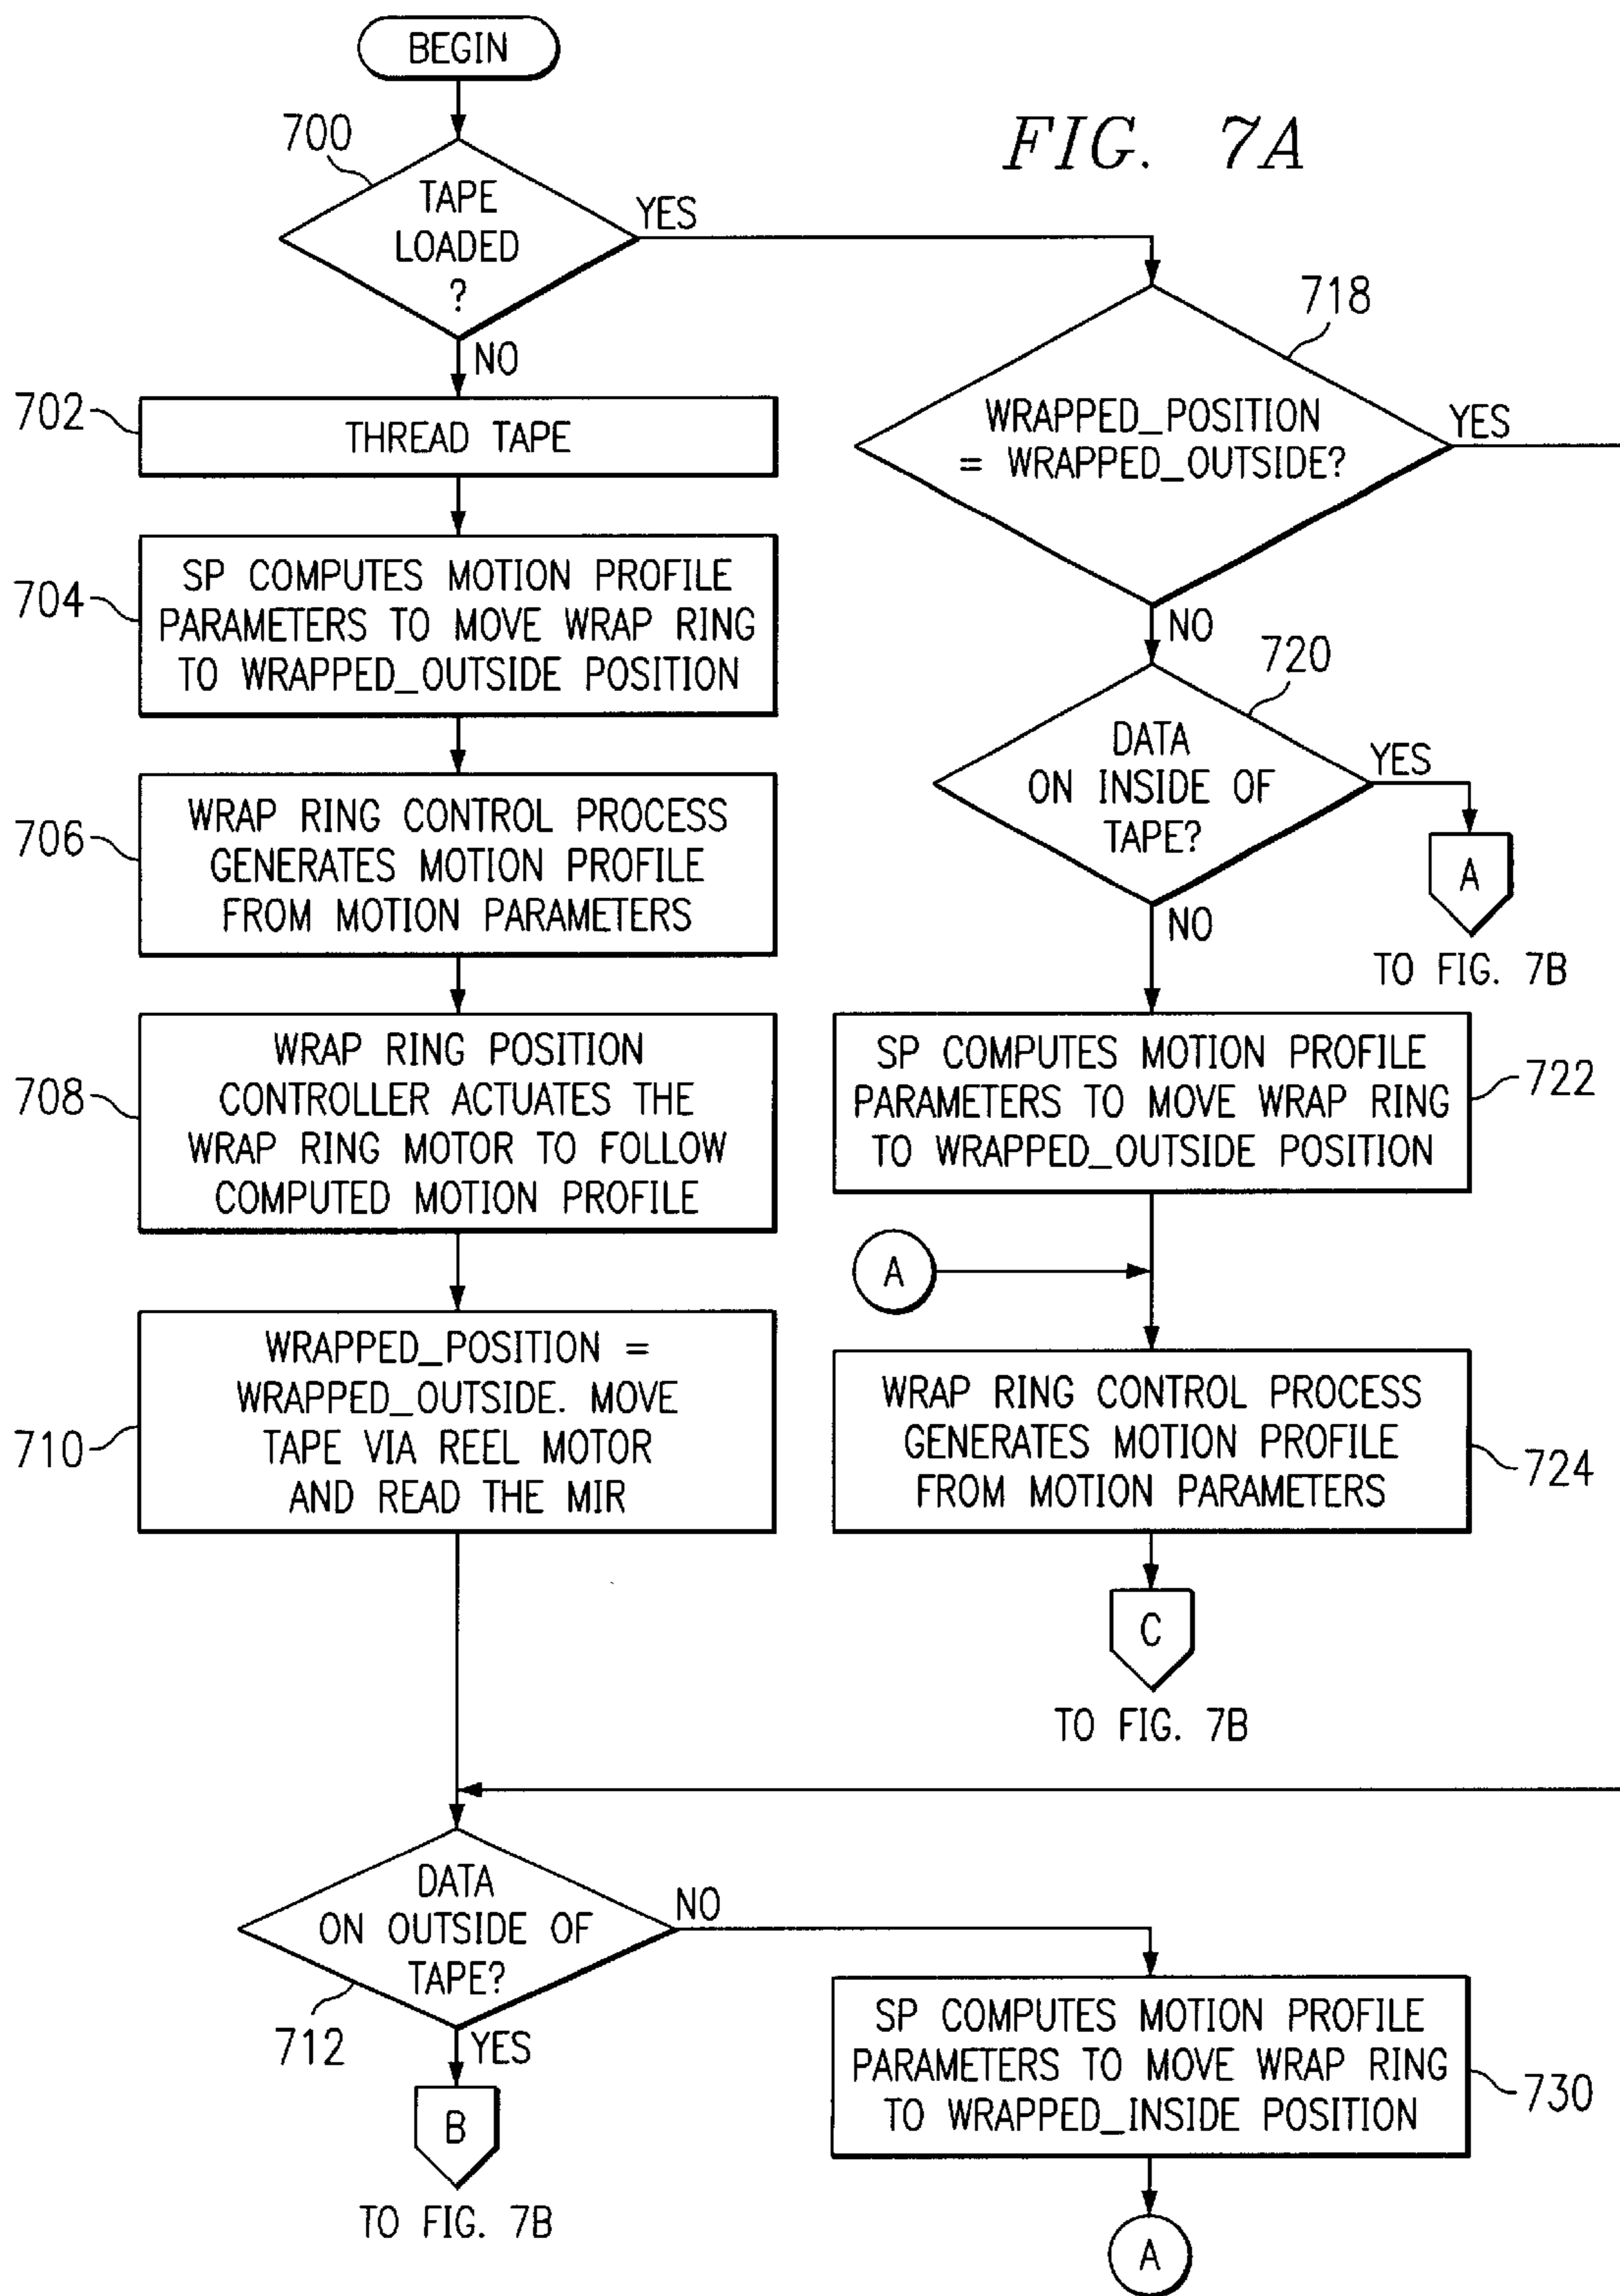 BEGIN
FIG. 7A
700
TAPE
LOADED
?
YES
NO
702
THREAD TAPE
704
SP COMPUTES MOTION PROFILE
PARAMETERS TO MOVE WRAP RING
TO WRAPPED_OUTSIDE POSITION
706
WRAP RING CONTROL PROCESS
GENERATES MOTION PROFILE
FROM MOTION PARAMETERS
708
WRAP RING POSITION
CONTROLLER ACTUATES THE
WRAP RING MOTOR TO FOLLOW
COMPUTED MOTION PROFILE
710
WRAPPED_POSITION =
WRAPPED_OUTSIDE. MOVE
TAPE VIA REEL MOTOR
AND READ THE MIR
718
WRAPPED_POSITION
= WRAPPED_OUTSIDE?
YES
NO
720
DATA
ON INSIDE OF
TAPE?
YES
A
TO FIG. 7B
NO
SP COMPUTES MOTION PROFILE
PARAMETERS TO MOVE WRAP RING
TO WRAPPED_OUTSIDE POSITION
722
A
WRAP RING CONTROL PROCESS
GENERATES MOTION PROFILE
FROM MOTION PARAMETERS
724
C
TO FIG. 7B
DATA
ON OUTSIDE OF
TAPE?
712
NO
YES
B
TO FIG. 7B
SP COMPUTES MOTION PROFILE
PARAMETERS TO MOVE WRAP RING
TO WRAPPED_INSIDE POSITION
730
A